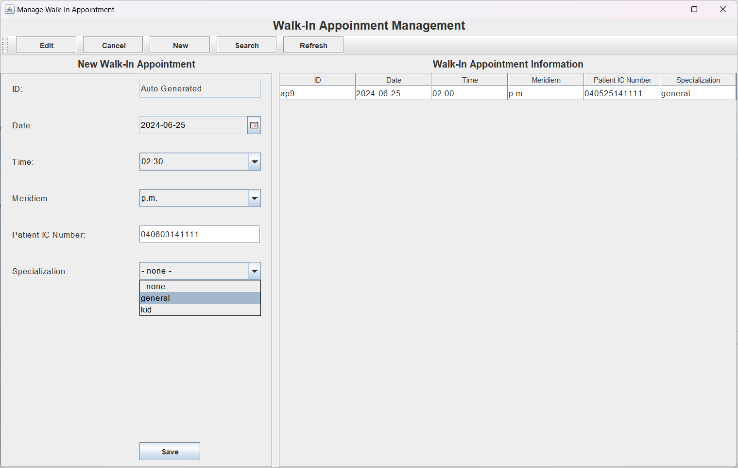 Manage Walk-In Appointment
Walk-In Appoinment Management
Edit Cancel New Search Refresh
New Walk-In Appointment
ID: Auto Generated
Date: 2024-06-25
Time: 02:30
Meridiem p.m.
Patient IC Number: 040603141111
Specialization: - none -
- none -
general
kid
Save
Walk-In Appointment Information
ID Date Time Meridiem Patient IC Number Specialization
ap9 2024-06-25 02:00 p.m. 040525141111 general